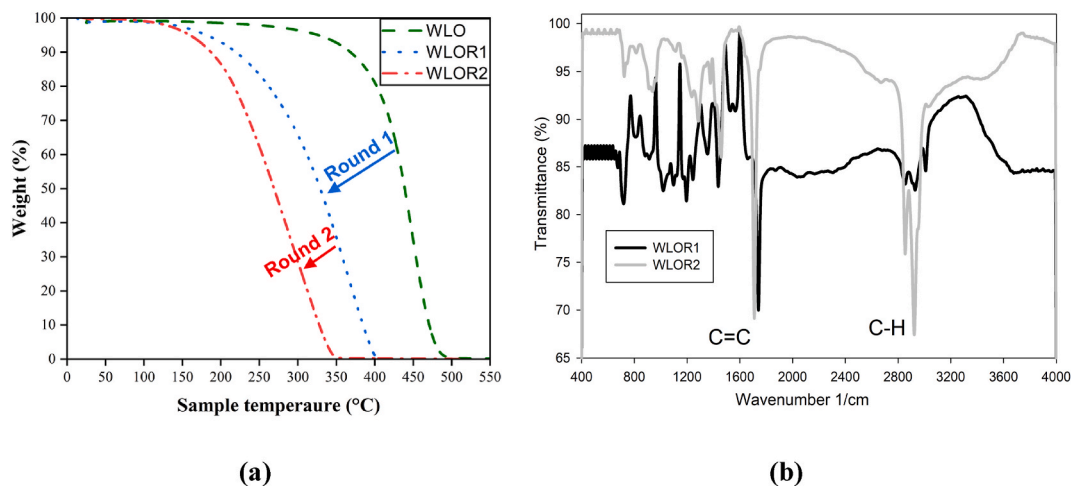 100
90
80
70
60
50
40
30
20
10
0
Weight (%)
WLO
WLOR1
WLOR2
Round 1
Round 2
0 50 100 150 200 250 300 350 400 450 500 550
Sample temperaure (°C)
(a)
100
95
90
85
80
75
70
65
Transmittance (%)
WLOR1
WLOR2
C=C
C-H
400 800 1200 1600 2000 2400 2800 3200 3600 4000
Wavenumber 1/cm
(b)